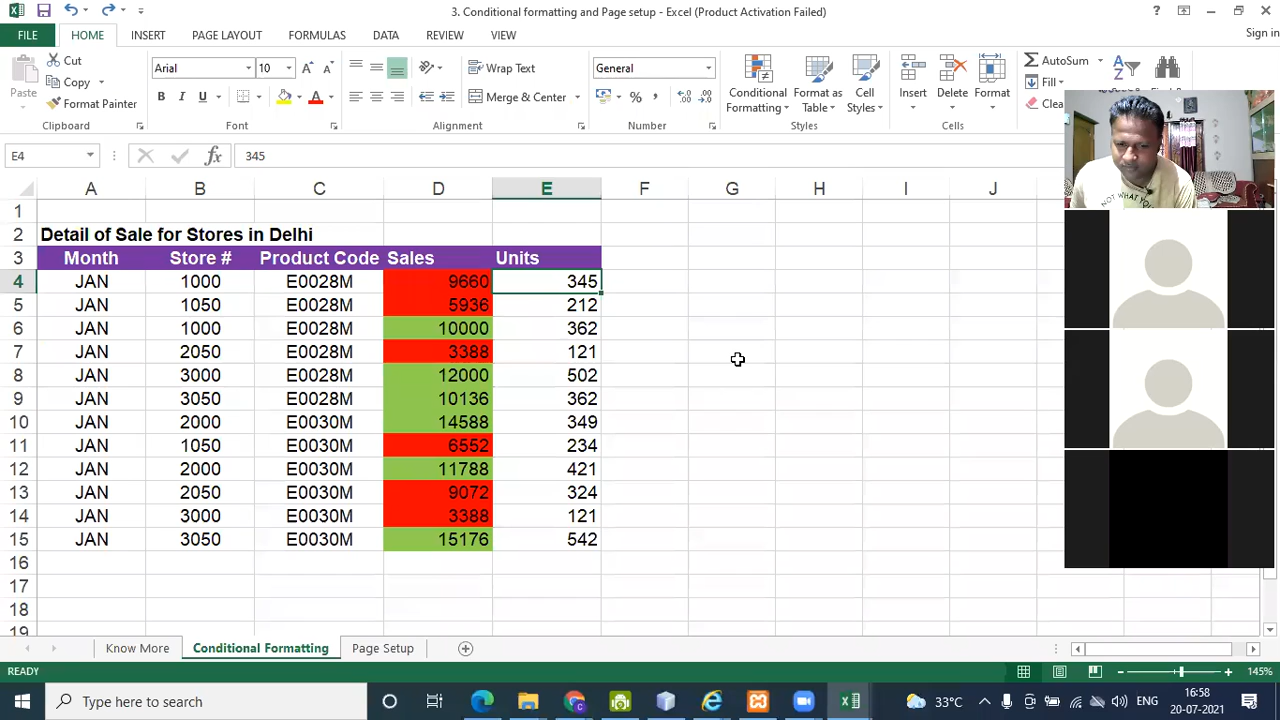 3. Conditional formatting and Page setup - Excel (Product Activation Failed)
FILE HOME INSERT PAGE LAYOUT FORMULAS DATA REVIEW VIEW Sign in
Cut
Copy
Format Painter
Paste
Clipboard
Arial 10
B I U
Font
Wrap Text
Merge & Center
Alignment
General
Number
Conditional
Formatting
Format as
Table
Cell
Styles
Styles
Insert Delete Format
Cells
AutoSum
Fill
E4 345
A B C D E F G H I J
1
2 Detail of Sale for Stores in Delhi
3 Month Store # Product Code Sales Units
4 JAN 1000 E0028M 9660 345
5 JAN 1050 E0028M 5936 212
6 JAN 1000 E0028M 10000 362
7 JAN 2050 E0028M 3388 121
8 JAN 3000 E0028M 12000 502
9 JAN 3050 E0028M 10136 362
10 JAN 2000 E0030M 14588 349
11 JAN 1050 E0030M 6552 234
12 JAN 2000 E0030M 11788 421
13 JAN 2050 E0030M 9072 324
14 JAN 3000 E0030M 3388 121
15 JAN 3050 E0030M 15176 542
16
17
18
19
Know More Conditional Formatting Page Setup
READY 145%
Type here to search 33°C ENG 16:58
20-07-2021